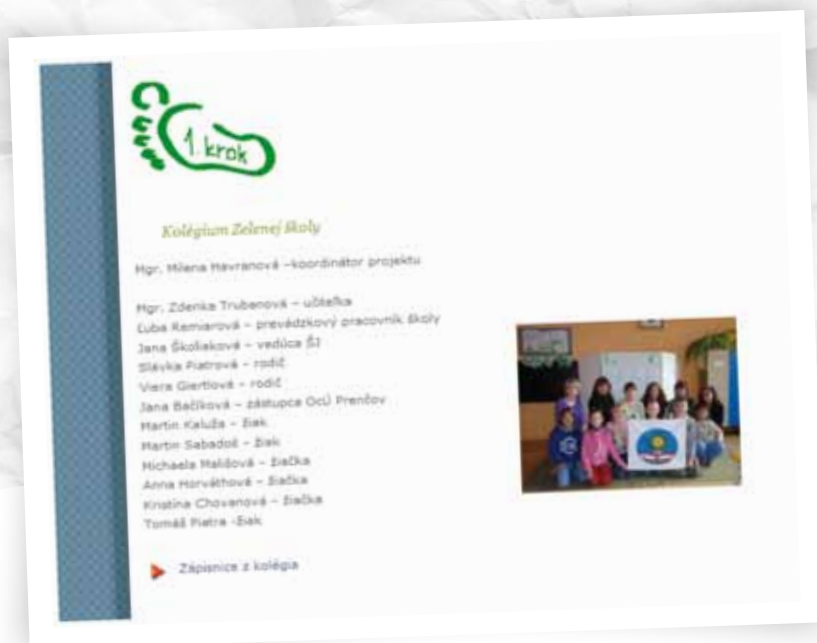 1. krok
Kolégium Zelenej školy
Mgr. Milena Havranová –koordinátor projektu
Mgr. Zdenka Trubanová – učiteľka
Ľuba Remiarová – prevádzkový pracovník školy
Jana Školiaková – vedúca ŠJ
Slávka Piatrová – rodič
Viera Giertlová – rodič
Jana Bačíková – zástupca OcÚ Prenčov
Martin Kaluža – žiak
Martin Sabadoš – žiak
Michaela – žiačka
Anna Horváthová – žiačka
Kristína Chovanová – žiačka
Tomáš Pietra -žiak
Zápisnice z kolégia